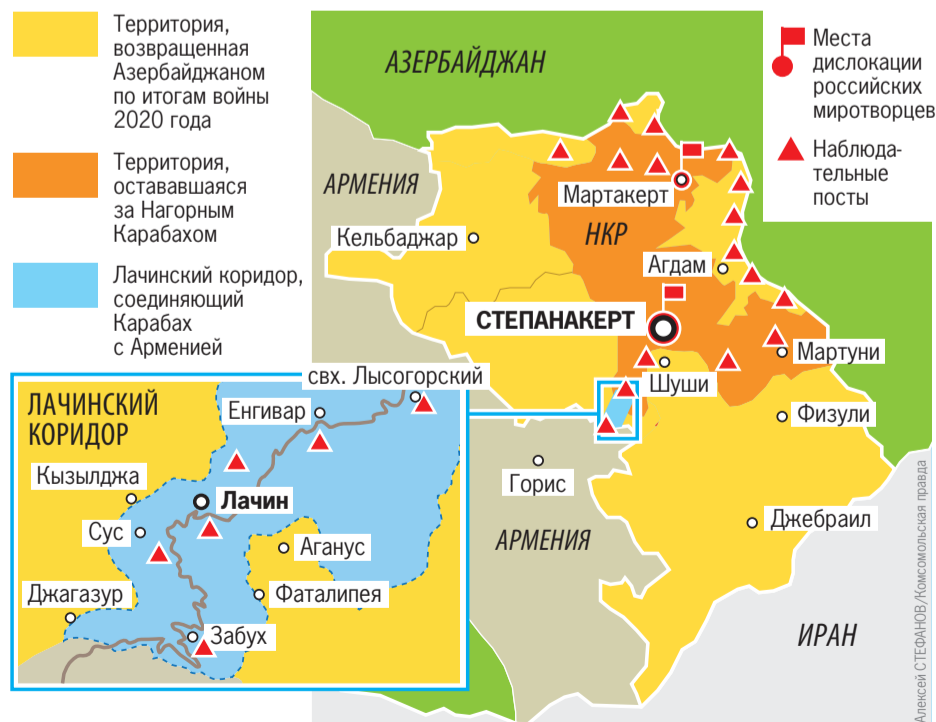 Территория,
возвращенная
Азербайджаном
по итогам войны
2020 года
Территория,
остававшаяся
за Нагорным
Карабахом
Лачинский коридор,
соединяющий
Карабах
с Арменией
АЗЕРБАЙДЖАН
Места
дислокации
российских
миротворцев
Наблюда-
тельные
посты
АРМЕНИЯ
Мартакерт
Кельбаджар
НКР
Агдам
СТЕПАНАКЕРТ
Мартуни
Шуши
Физули
Горис
Джебраил
АРМЕНИЯ
ИРАН
ЛАЧИНСКИЙ
КОРИДОР
свх. Лысогорский
Енгивар
Кызылджа
Лачин
Сус
Аганус
Джагазур
Фаталипея
Забух
Алексей СТЕФАНОВ/Комсомольская правда